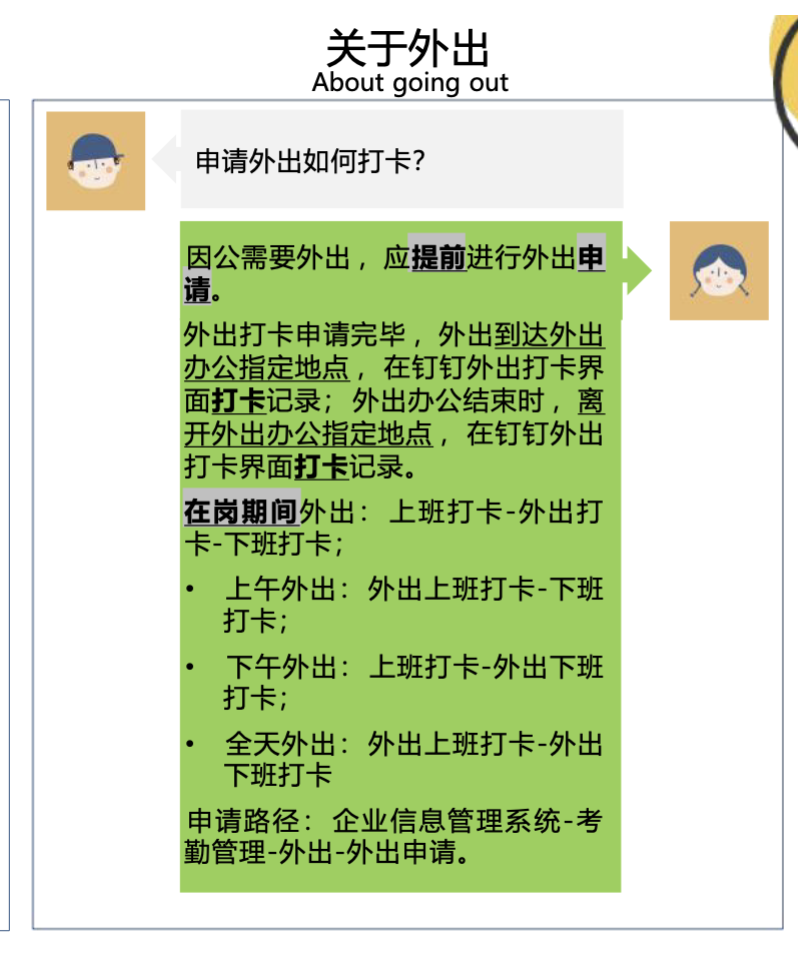 关于外出
About going out
申请外出如何打卡?
因公需要外出，应提前进行外出申
请。
外出打卡申请完毕，外出到达外出
办公指定地点，在钉钉外出打卡界
面打卡记录；外出办公结束时，离
开外出办公指定地点，在钉钉外出
打卡界面打卡记录。
在岗期间外出：上班打卡-外出打
卡-下班打卡；
• 上午外出：外出上班打卡-下班
打卡；
• 下午外出：上班打卡-外出下班
打卡；
• 全天外出：外出上班打卡-外出
下班打卡
申请路径：企业信息管理系统-考
勤管理-外出-外出申请。